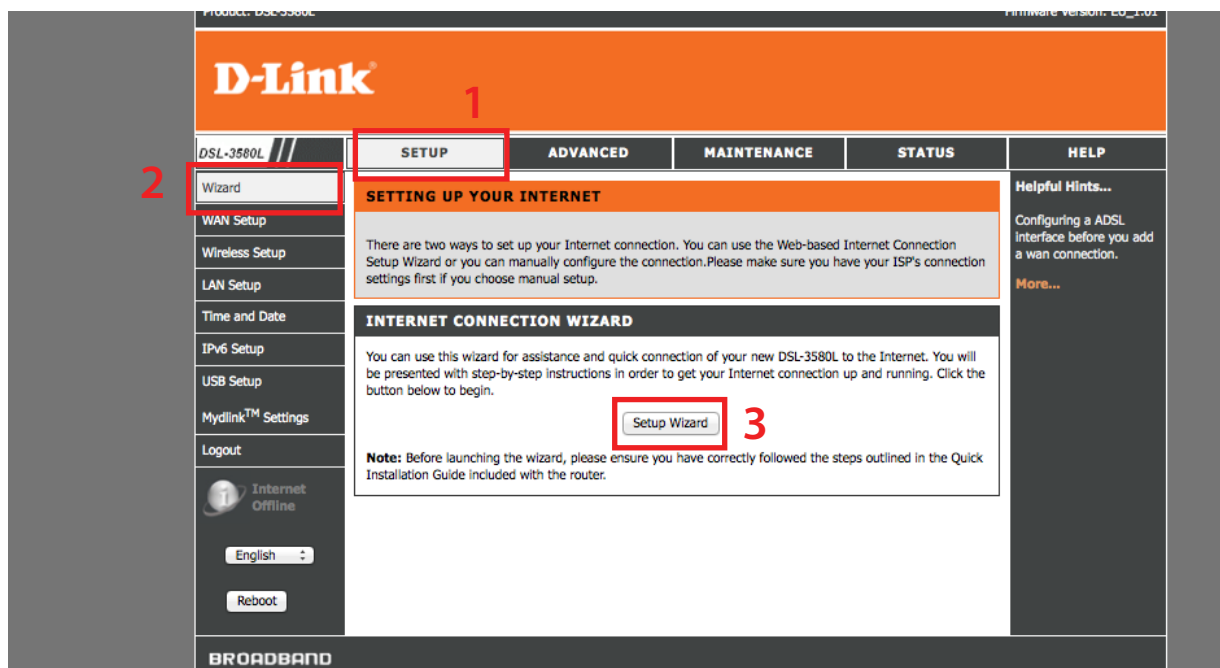 Product: DSL-3580L
Firmware Version: EU_1.01
D-Link
1
DSL-3580L
SETUP
ADVANCED
MAINTENANCE
STATUS
HELP
2
Wizard
WAN Setup
Wireless Setup
LAN Setup
Time and Date
IPv6 Setup
USB Setup
Mydlink™ Settings
Logout
Internet
Offline
English
Reboot
SETTING UP YOUR INTERNET
There are two ways to set up your Internet connection. You can use the Web-based Internet Connection
Setup Wizard or you can manually configure the connection.Please make sure you have your ISP's connection
settings first if you choose manual setup.
INTERNET CONNECTION WIZARD
You can use this wizard for assistance and quick connection of your new DSL-3580L to the Internet. You will
be presented with step-by-step instructions in order to get your Internet connection up and running. Click the
button below to begin.
Setup Wizard
3
Note: Before launching the wizard, please ensure you have correctly followed the steps outlined in the Quick
Installation Guide included with the router.
Helpful Hints...
Configuring a ADSL
interface before you add
a wan connection.
More...
BROADBAND